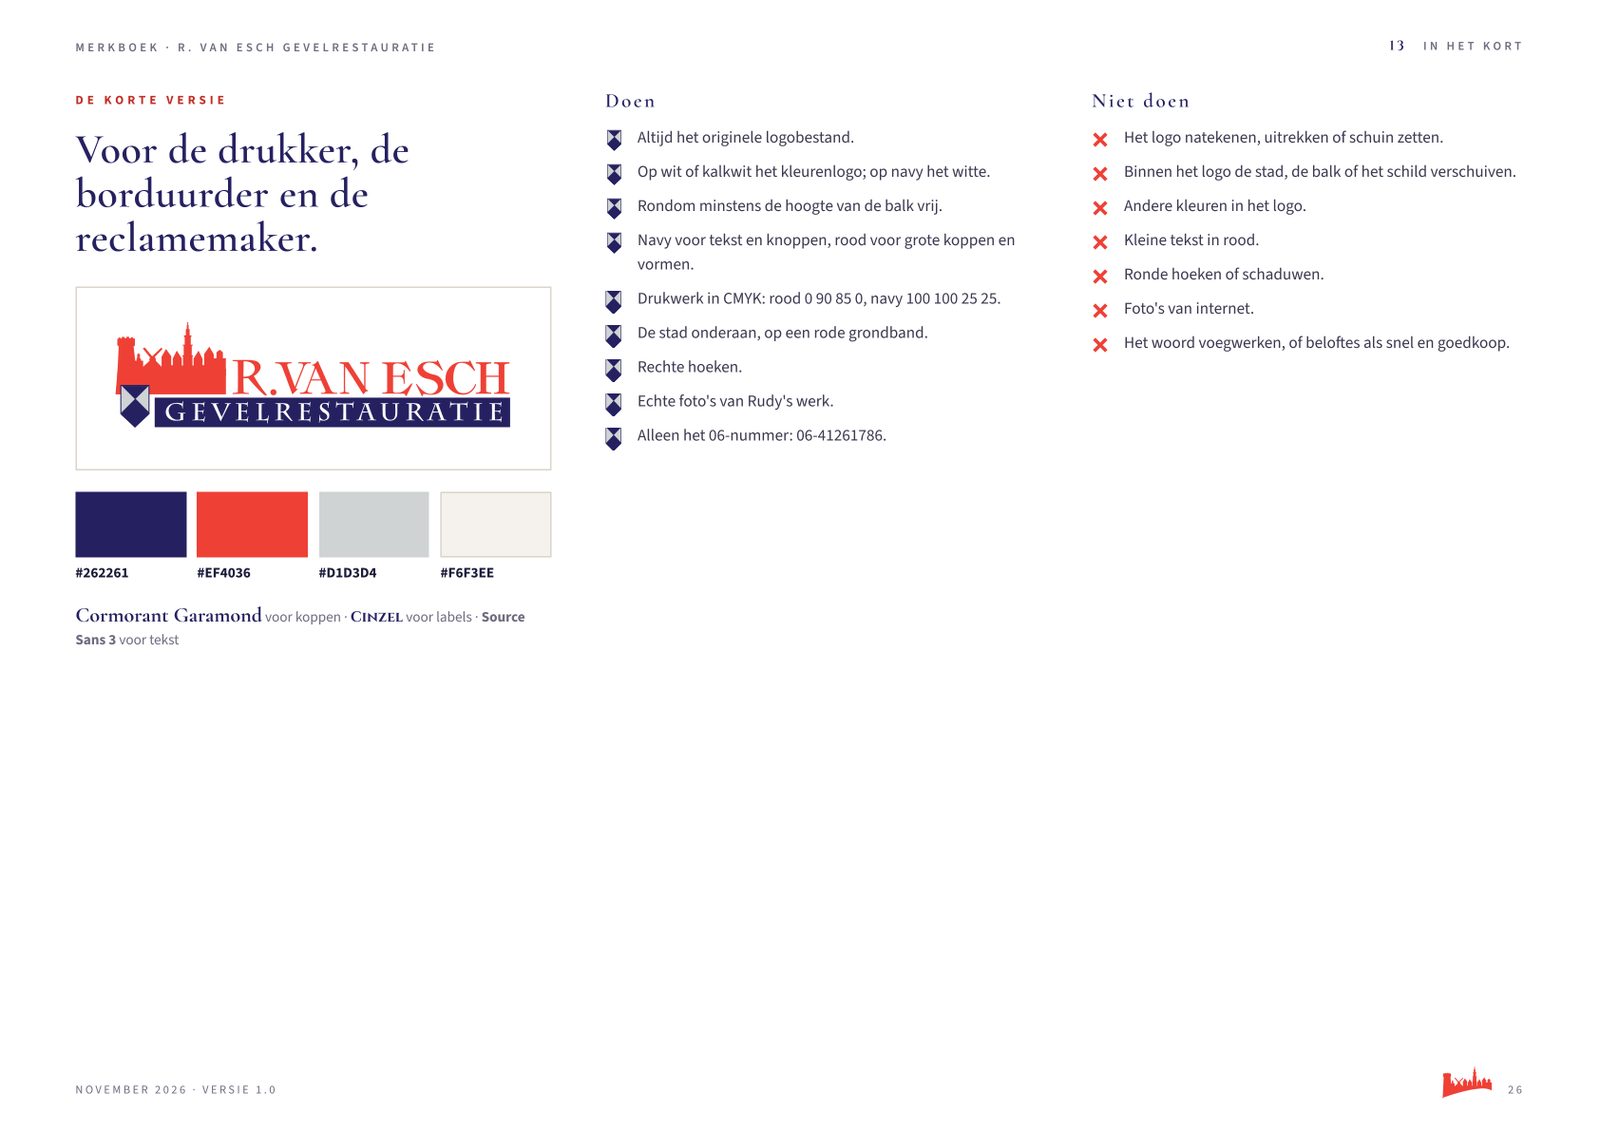 MERKBOEK · R. VAN ESCH GEVELRESTAURATIE
13 IN HET KORT
DE KORTE VERSIE
Voor de drukker, de
borduurder en de
reclamemaker.
R.VAN ESCH
GEVELRESTAURATIE
#262261 #EF4036 #D1D3D4 #F6F3EE
Cormorant Garamond voor koppen · CINZEL voor labels · Source
Sans 3 voor tekst
Doen
Altijd het originele logobestand.
Op wit of kalkwit het kleurenlogo; op navy het witte.
Rondom minstens de hoogte van de balk vrij.
Navy voor tekst en knoppen, rood voor grote koppen en
vormen.
Drukwerk in CMYK: rood 0 90 85 0, navy 100 100 25 25.
De stad onderaan, op een rode grondband.
Rechte hoeken.
Echte foto's van Rudy's werk.
Alleen het 06-nummer: 06-41261786.
Niet doen
Het logo natekenen, uitrekken of schuin zetten.
Binnen het logo de stad, de balk of het schild verschuiven.
Andere kleuren in het logo.
Kleine tekst in rood.
Ronde hoeken of schaduwen.
Foto's van internet.
Het woord voegwerken, of beloftes als snel en goedkoop.
NOVEMBER 2026 · VERSIE 1.0
26